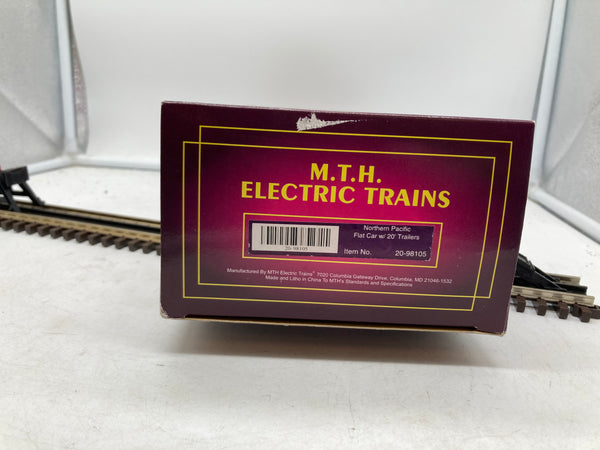 M.T.H.
ELECTRIC TRAINS
Northern Pacific
Flat Car w/ 20' Trailers
20-98105
Item No. 20-98105
Manufactured By MTH Electric Trains® 7020 Columbia Gateway Drive, Columbia, MD 21046-1532
Made and Litho in China To MTH's Standards and Specifications